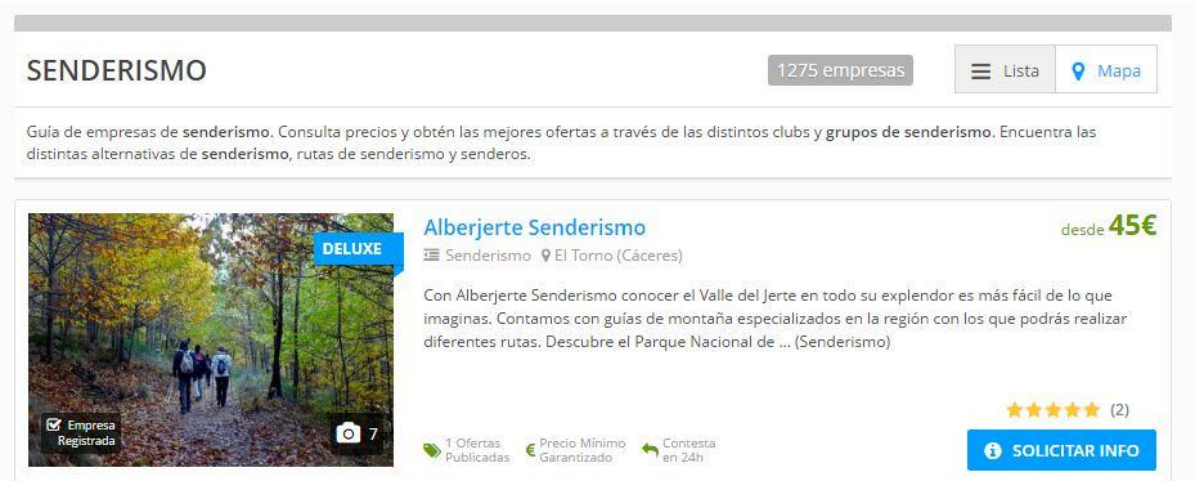 SENDERISMO
1275 empresas
Lista
Mapa
Guía de empresas de senderismo. Consulta precios y obtén las mejores ofertas a través de las distintos clubs y grupos de senderismo. Encuentra las
distintas alternativas de senderismo, rutas de senderismo y senderos.
DELUXE
Empresa
Registrada
7
Alberjerte Senderismo
desde 45€
Senderismo El Torno (Cáceres)
Con Alberjerte Senderismo conocer el Valle del Jerte en todo su explendor es más fácil de lo que
imaginas. Contamos con guías de montaña especializados en la región con los que podrás realizar
diferentes rutas. Descubre el Parque Nacional de ... (Senderismo)
(2)
1 Ofertas
Publicadas
€ Precio Mínimo
Garantizado
Contesta
en 24h
SOLICITAR INFO